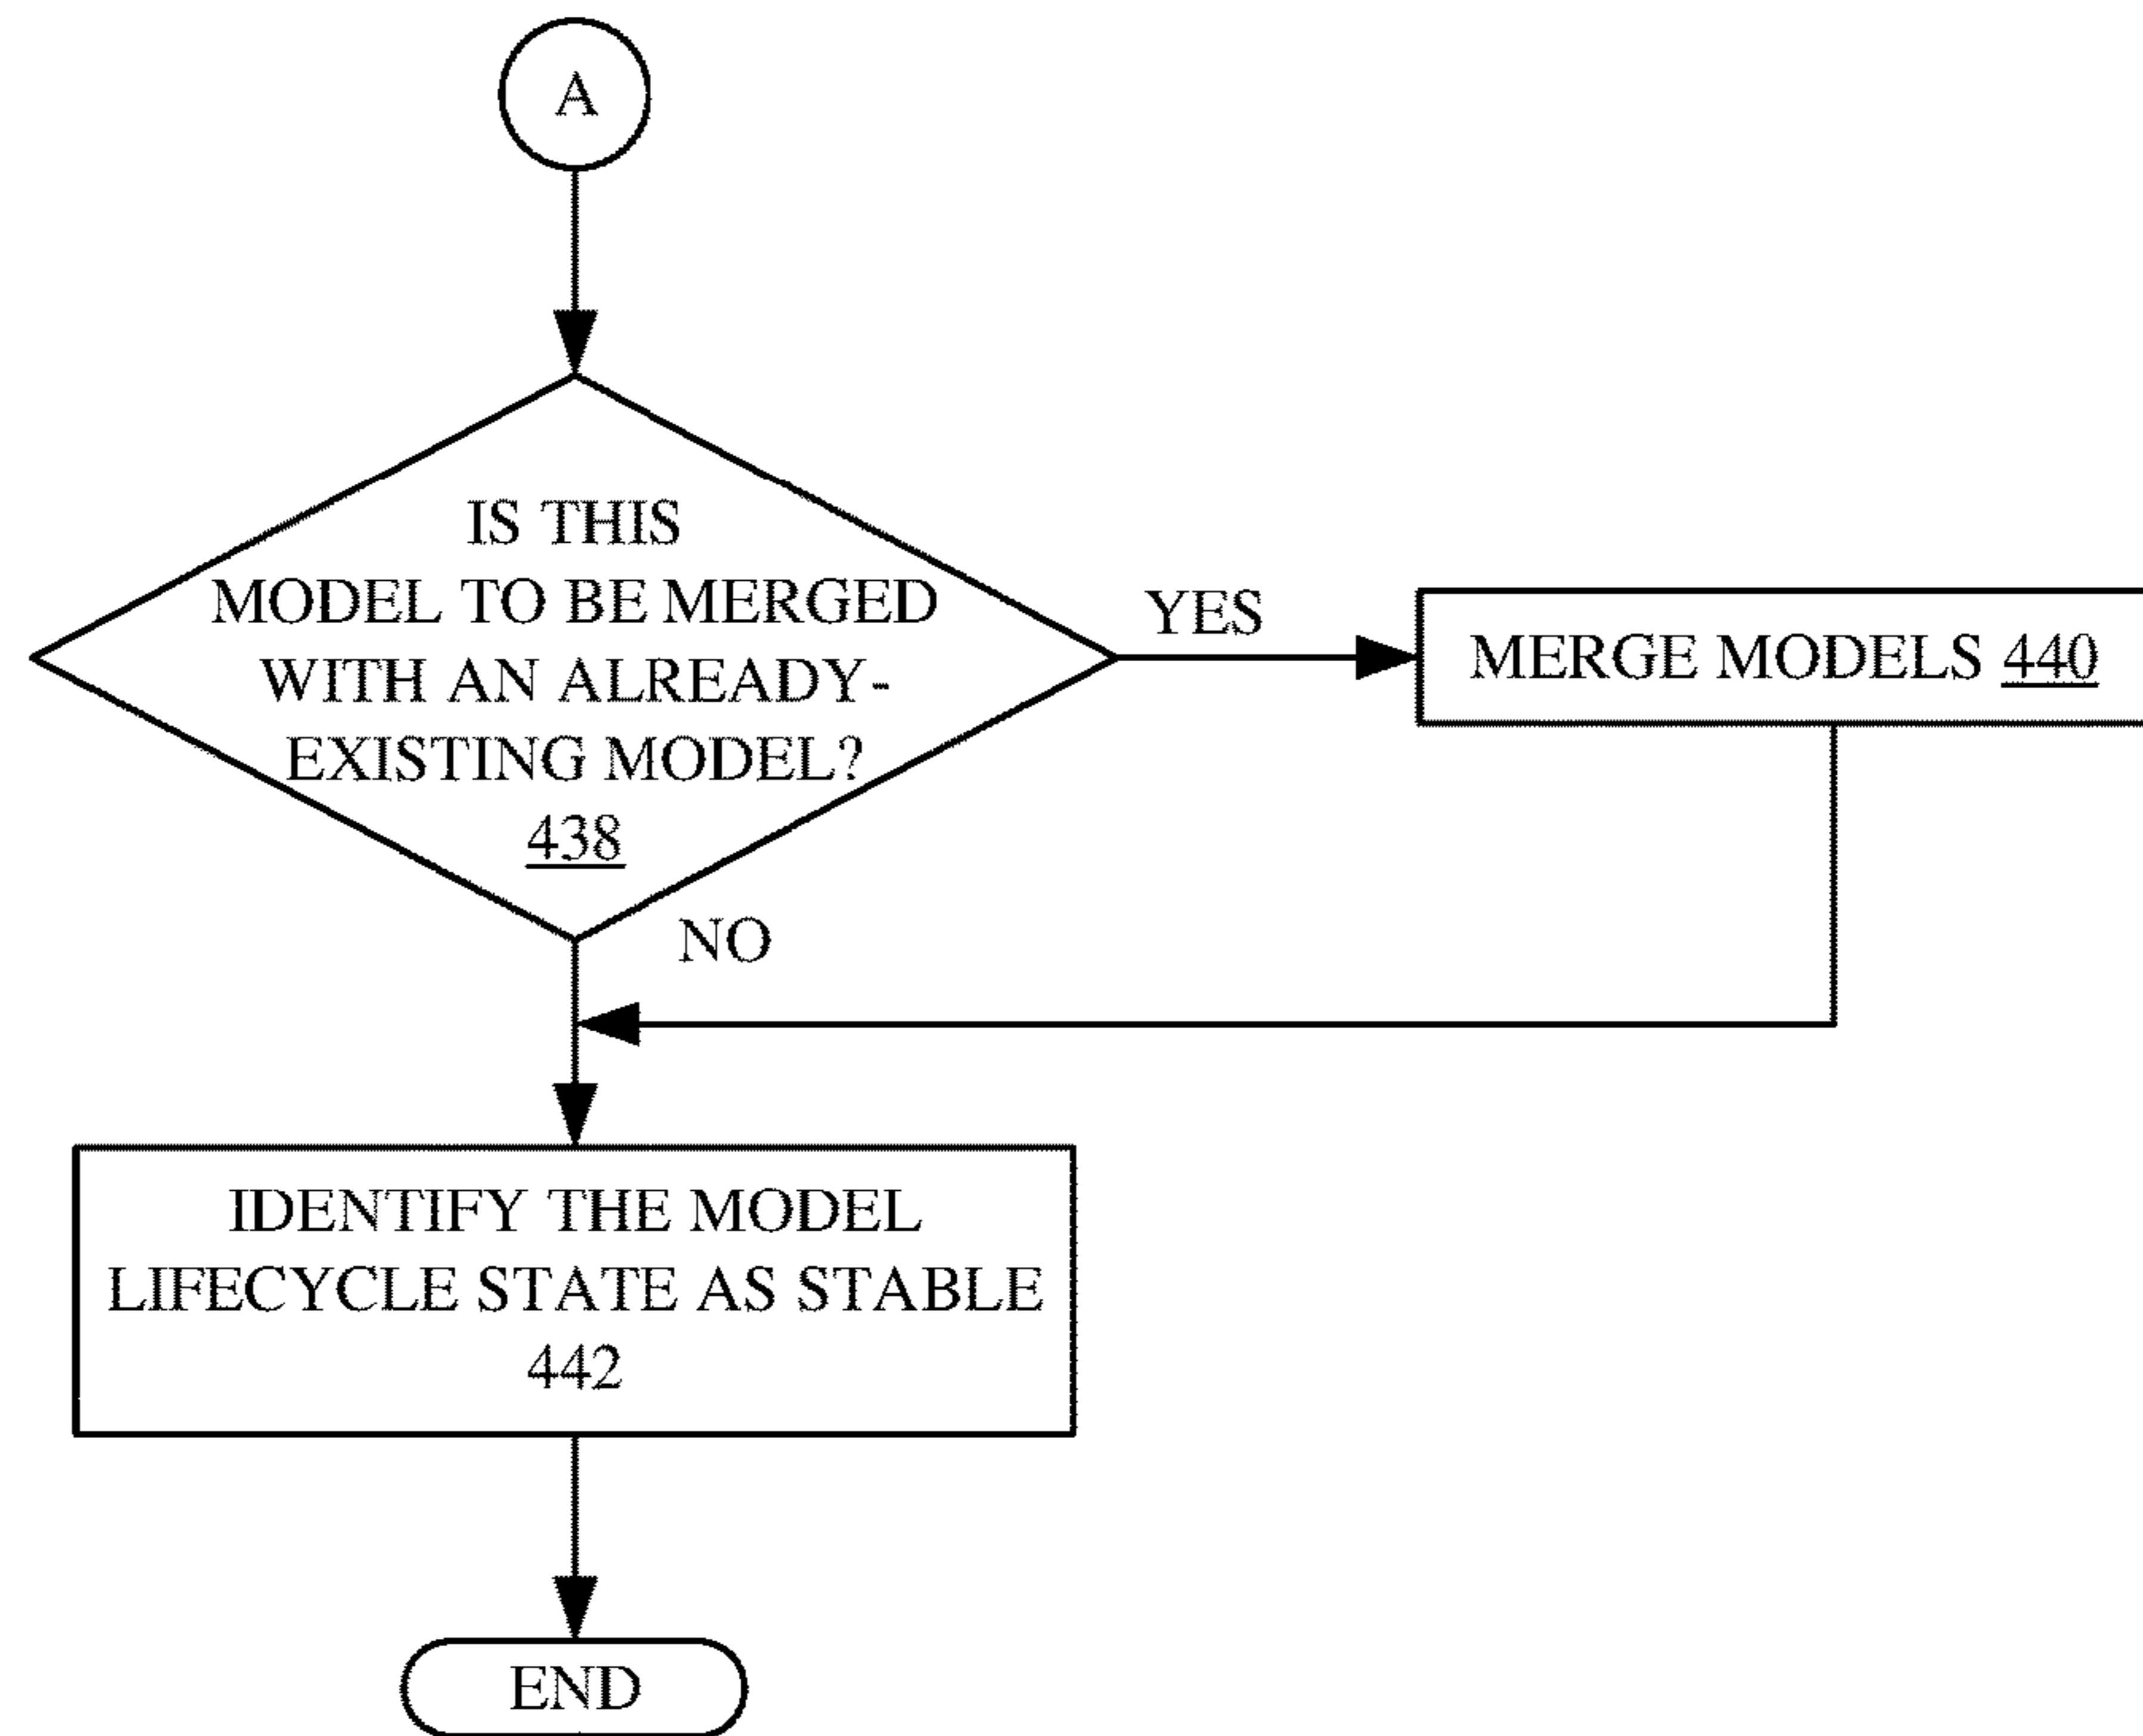 A
IS THIS
MODEL TO BE MERGED
WITH AN ALREADY-
EXISTING MODEL?
438
YES
MERGE MODELS 440
NO
IDENTIFY THE MODEL
LIFECYCLE STATE AS STABLE
442
END